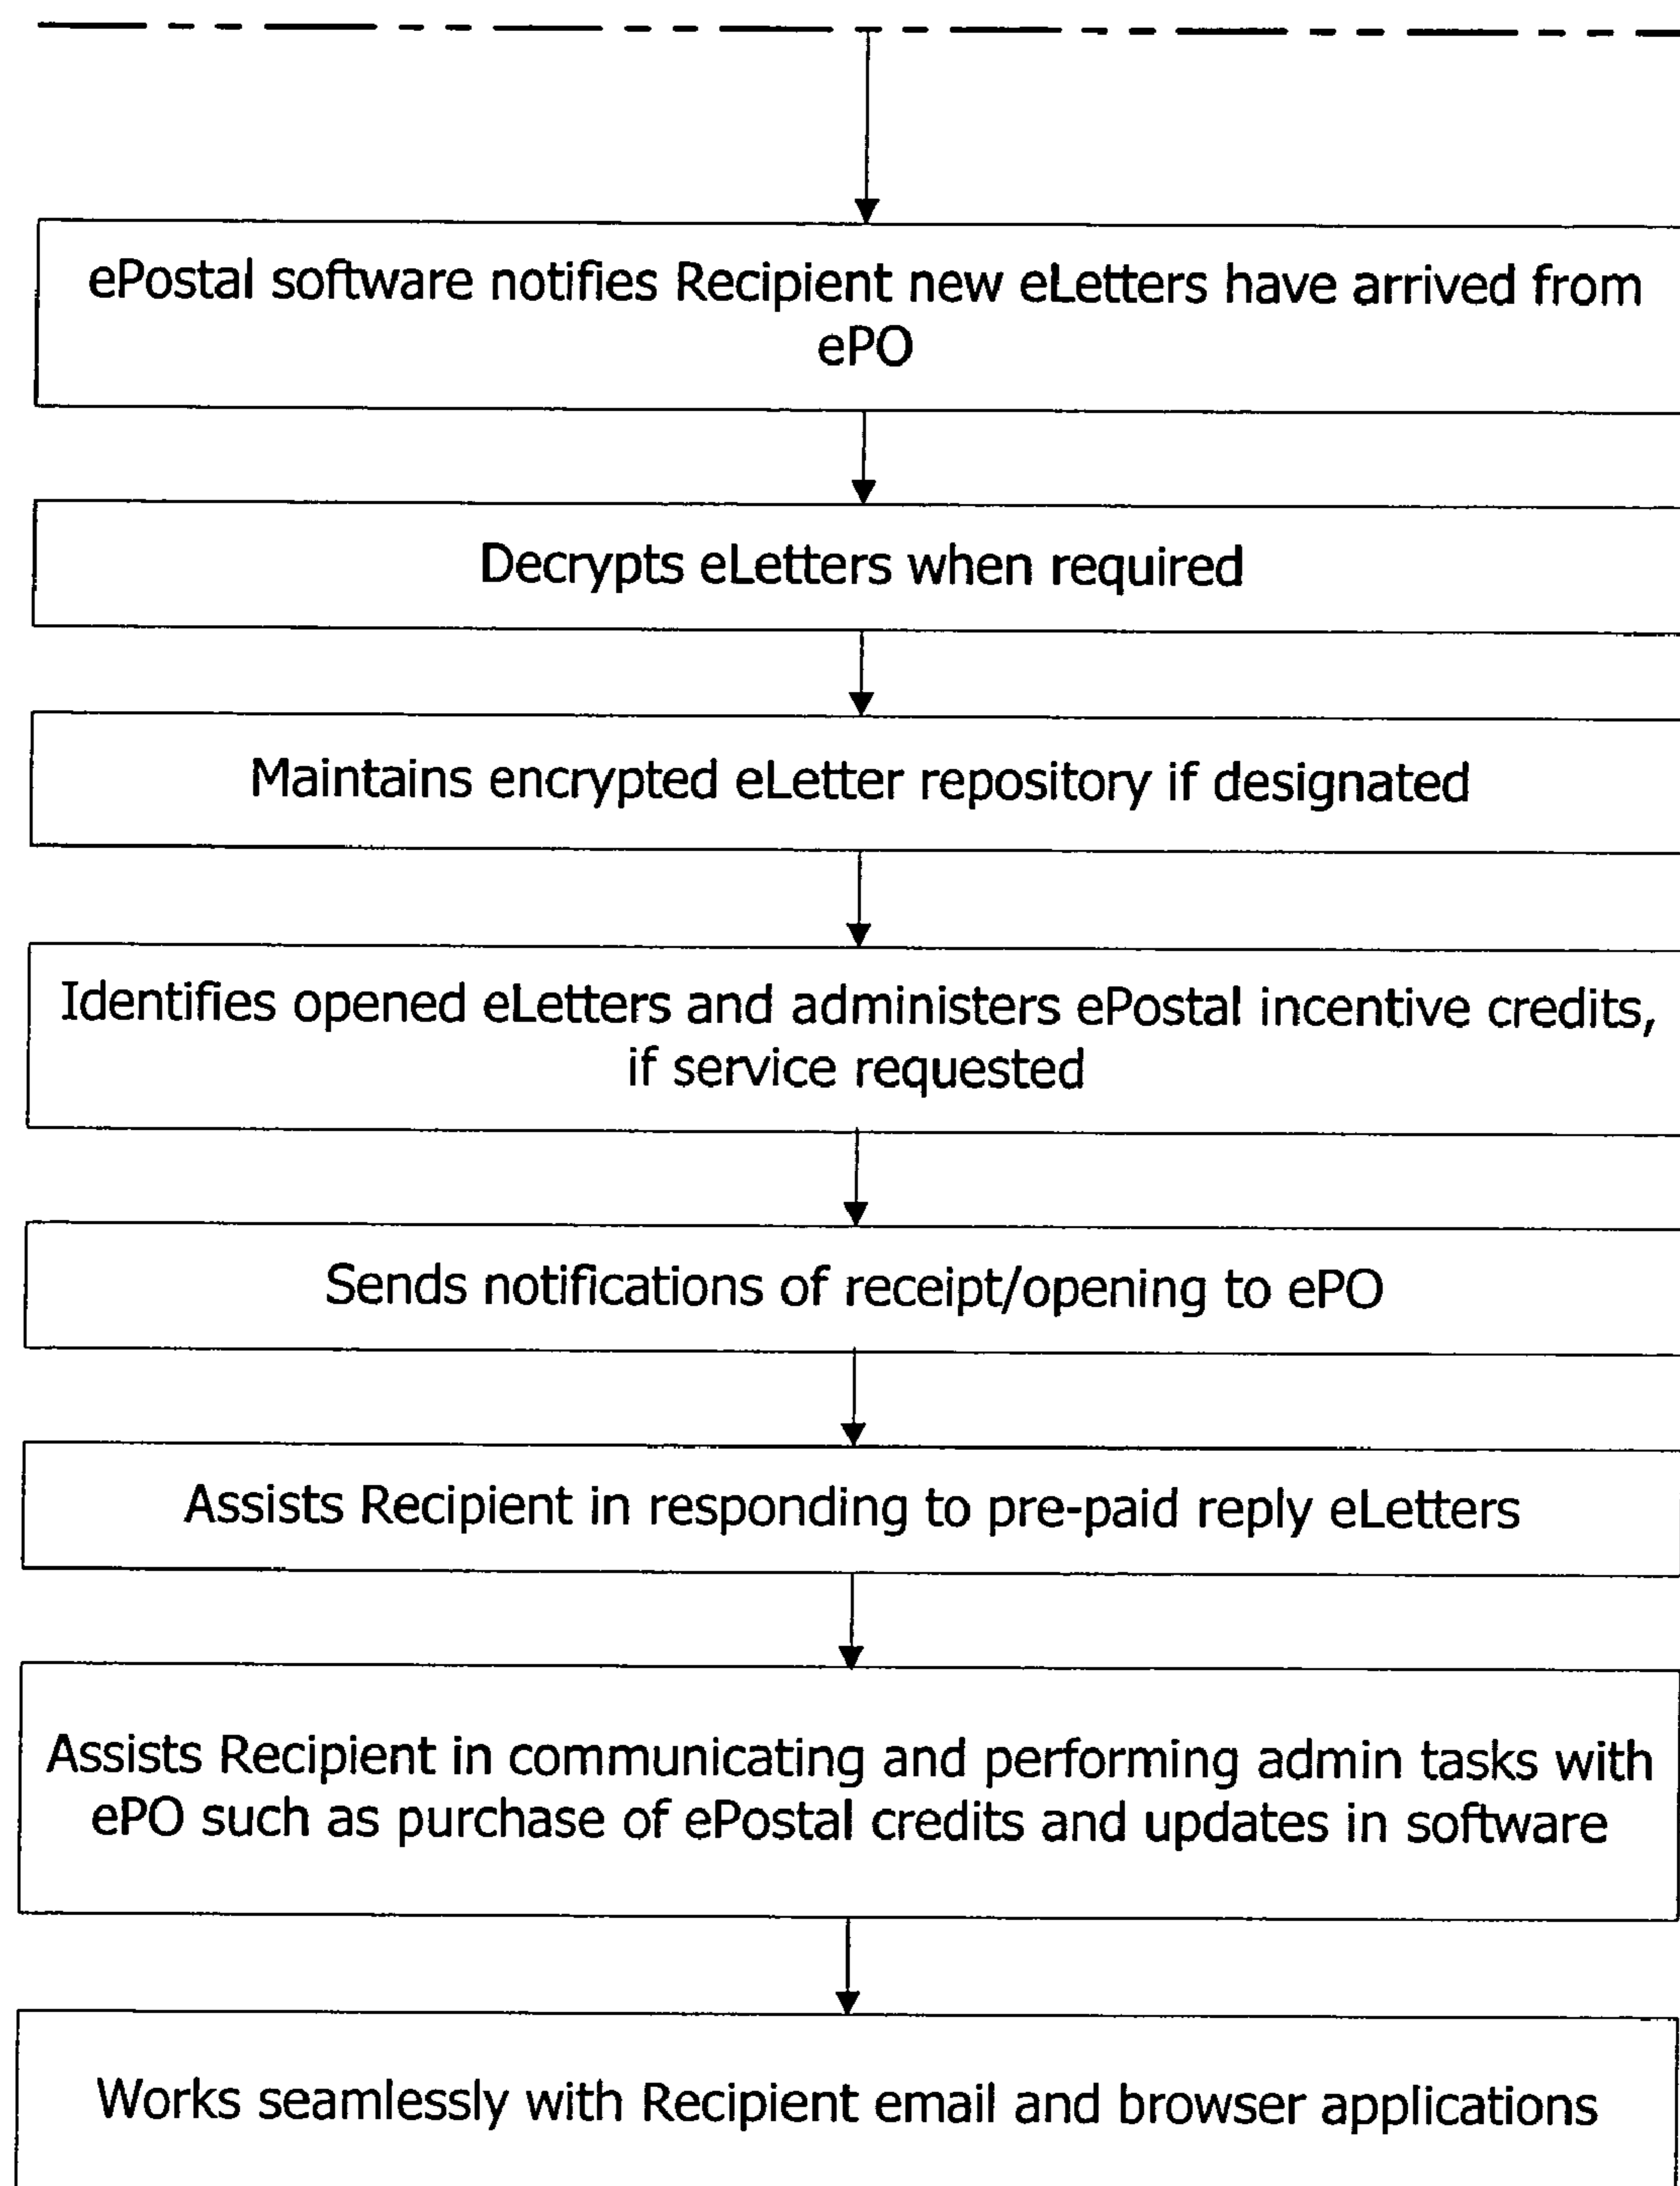 ePostal software notifies Recipient new eLetters have arrived from
ePO
Decrypts eLetters when required
Maintains encrypted eLetter repository if designated
Identifies opened eLetters and administers ePostal incentive credits,
if service requested
Sends notifications of receipt/opening to ePO
Assists Recipient in responding to pre-paid reply eLetters
Assists Recipient in communicating and performing admin tasks with
ePO such as purchase of ePostal credits and updates in software
Works seamlessly with Recipient email and browser applications